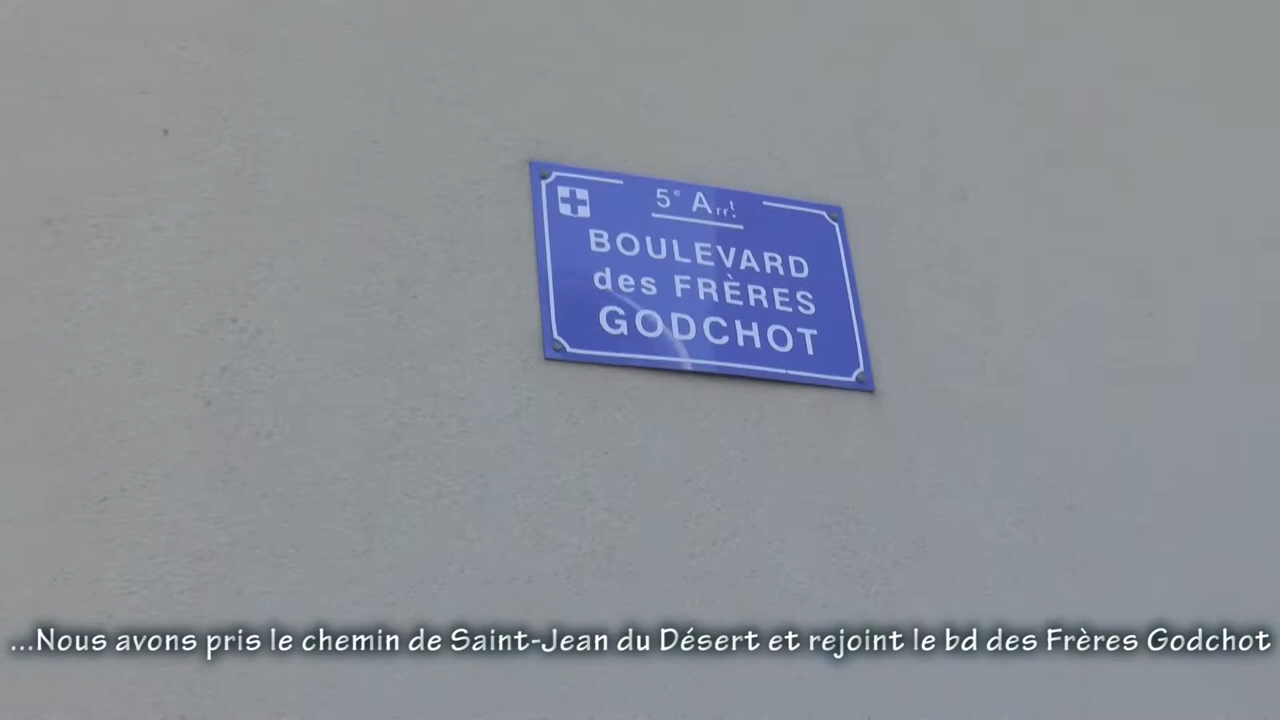 5e Arrt
BOULEVARD
des FRÈRES
GODCHOT
...Nous avons pris le chemin de Saint-Jean du Désert et rejoint le bd des Frères Godchot